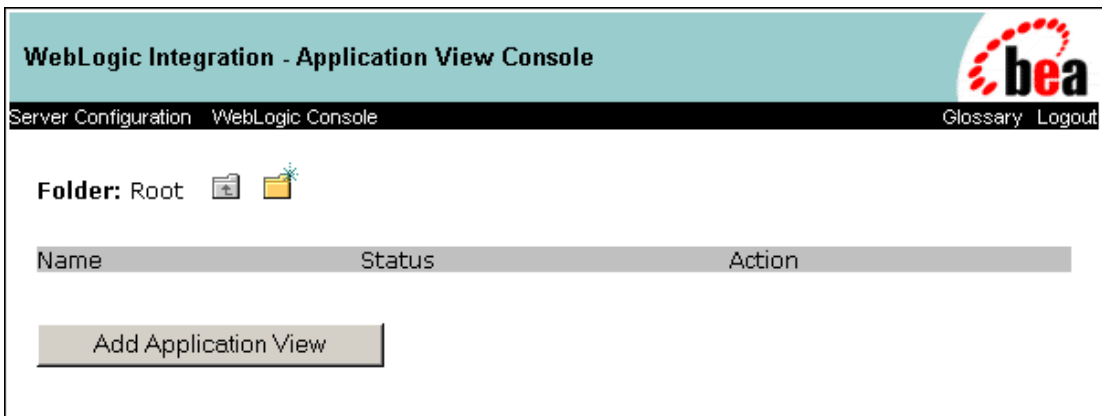 WebLogic Integration - Application View Console
bea
Server Configuration WebLogic Console Glossary Logout
Folder: Root
Name Status Action
Add Application View